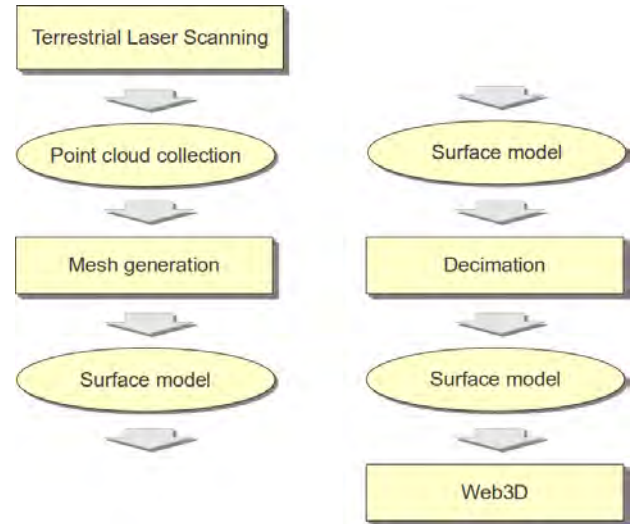 Terrestrial Laser Scanning
Point cloud collection
Mesh generation
Surface model
Surface model
Decimation
Surface model
Web3D